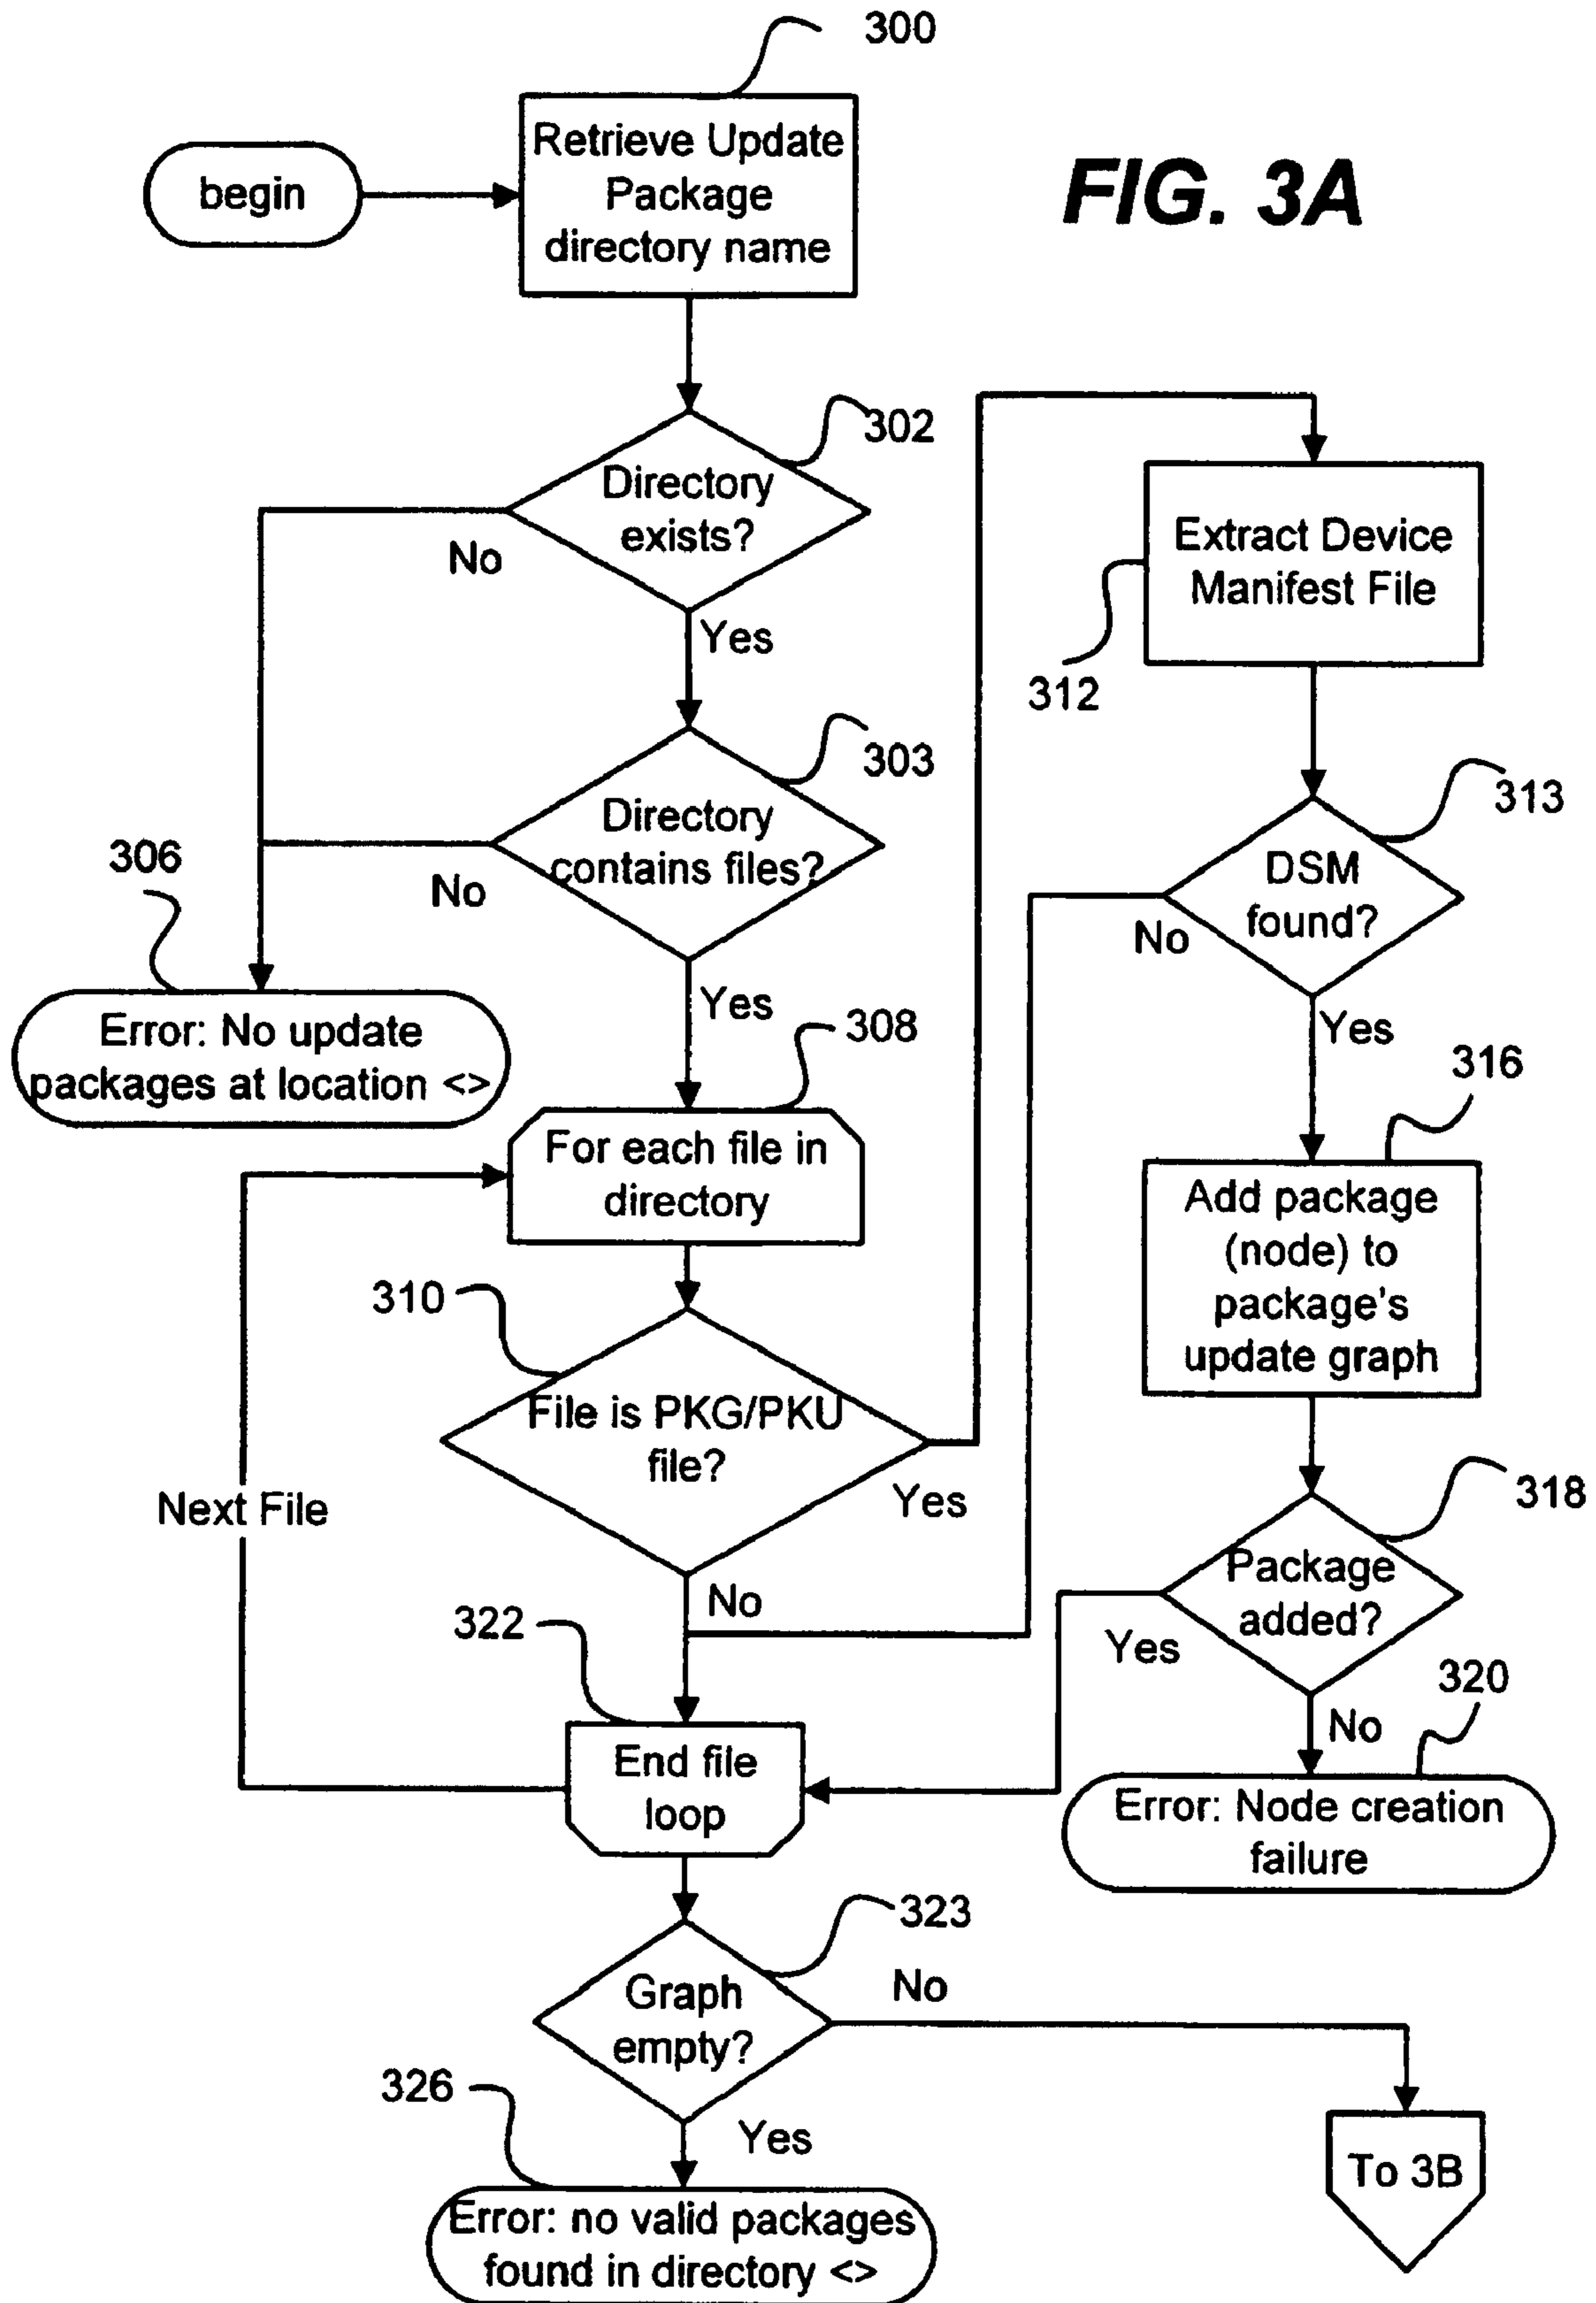 300
Retrieve Update
Package
directory name
begin
FIG. 3A
302
Directory
exists?
No
Yes
Extract Device
Manifest File
312
303
Directory
contains files?
No
Yes
306
Error: No update
packages at location <>
313
DSM
found?
No
Yes
308
For each file in
directory
316
Add package
(node) to
package's
update graph
310
File is PKG/PKU
file?
Yes
No
Next File
318
Package
added?
Yes
No
320
Error: Node creation
failure
322
End file
loop
323
Graph
empty?
No
Yes
326
Error: no valid packages
found in directory <>
To 3B